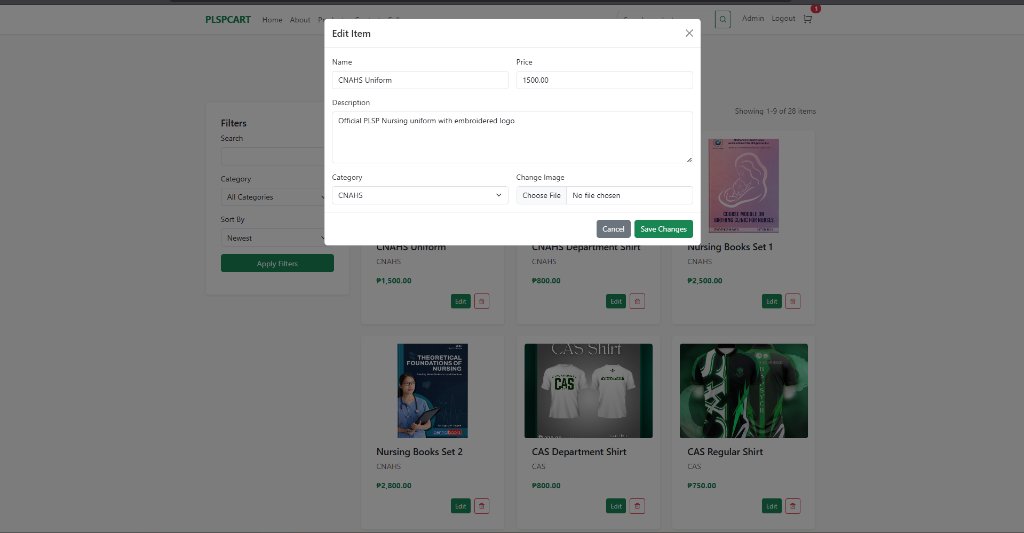 PLSPCART Home About
Admin Logout 1
Edit Item
Name Price
CNAHS Uniform 1500.00
Description
Official PLSP Nursing uniform with embroidered logo
Category Change Image
CNAHS Choose File No file chosen
Cancel Save Changes
Showing 1-9 of 28 items
Filters
Search
Category
All Categories
Sort By
Newest
Apply Filters
CNAHS Uniform CNAHS Department Shirt Nursing Books Set 1
CNAHS CNAHS CNAHS
₱1,500.00 ₱800.00 ₱2,500.00
Edit Edit Edit
THEORETICAL
FOUNDATIONS OF
NURSING
CAS Shirt
CAS
Nursing Books Set 2 CAS Department Shirt CAS Regular Shirt
CNAHS CAS CAS
₱2,800.00 ₱800.00 ₱750.00
Edit Edit Edit